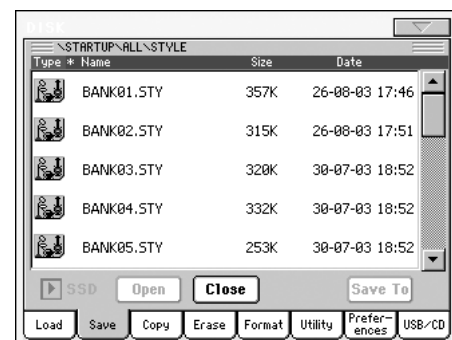 DISK
\STARTUP\ALL\STYLE
Type * Name Size Date
BANK01.STY 357K 26-08-03 17:46
BANK02.STY 315K 26-08-03 17:51
BANK03.STY 320K 30-07-03 18:52
BANK04.STY 332K 30-07-03 18:52
BANK05.STY 253K 30-07-03 18:52
SSD Open Close Save To
Load Save Copy Erase Format Utility Prefer-ences USB/CD